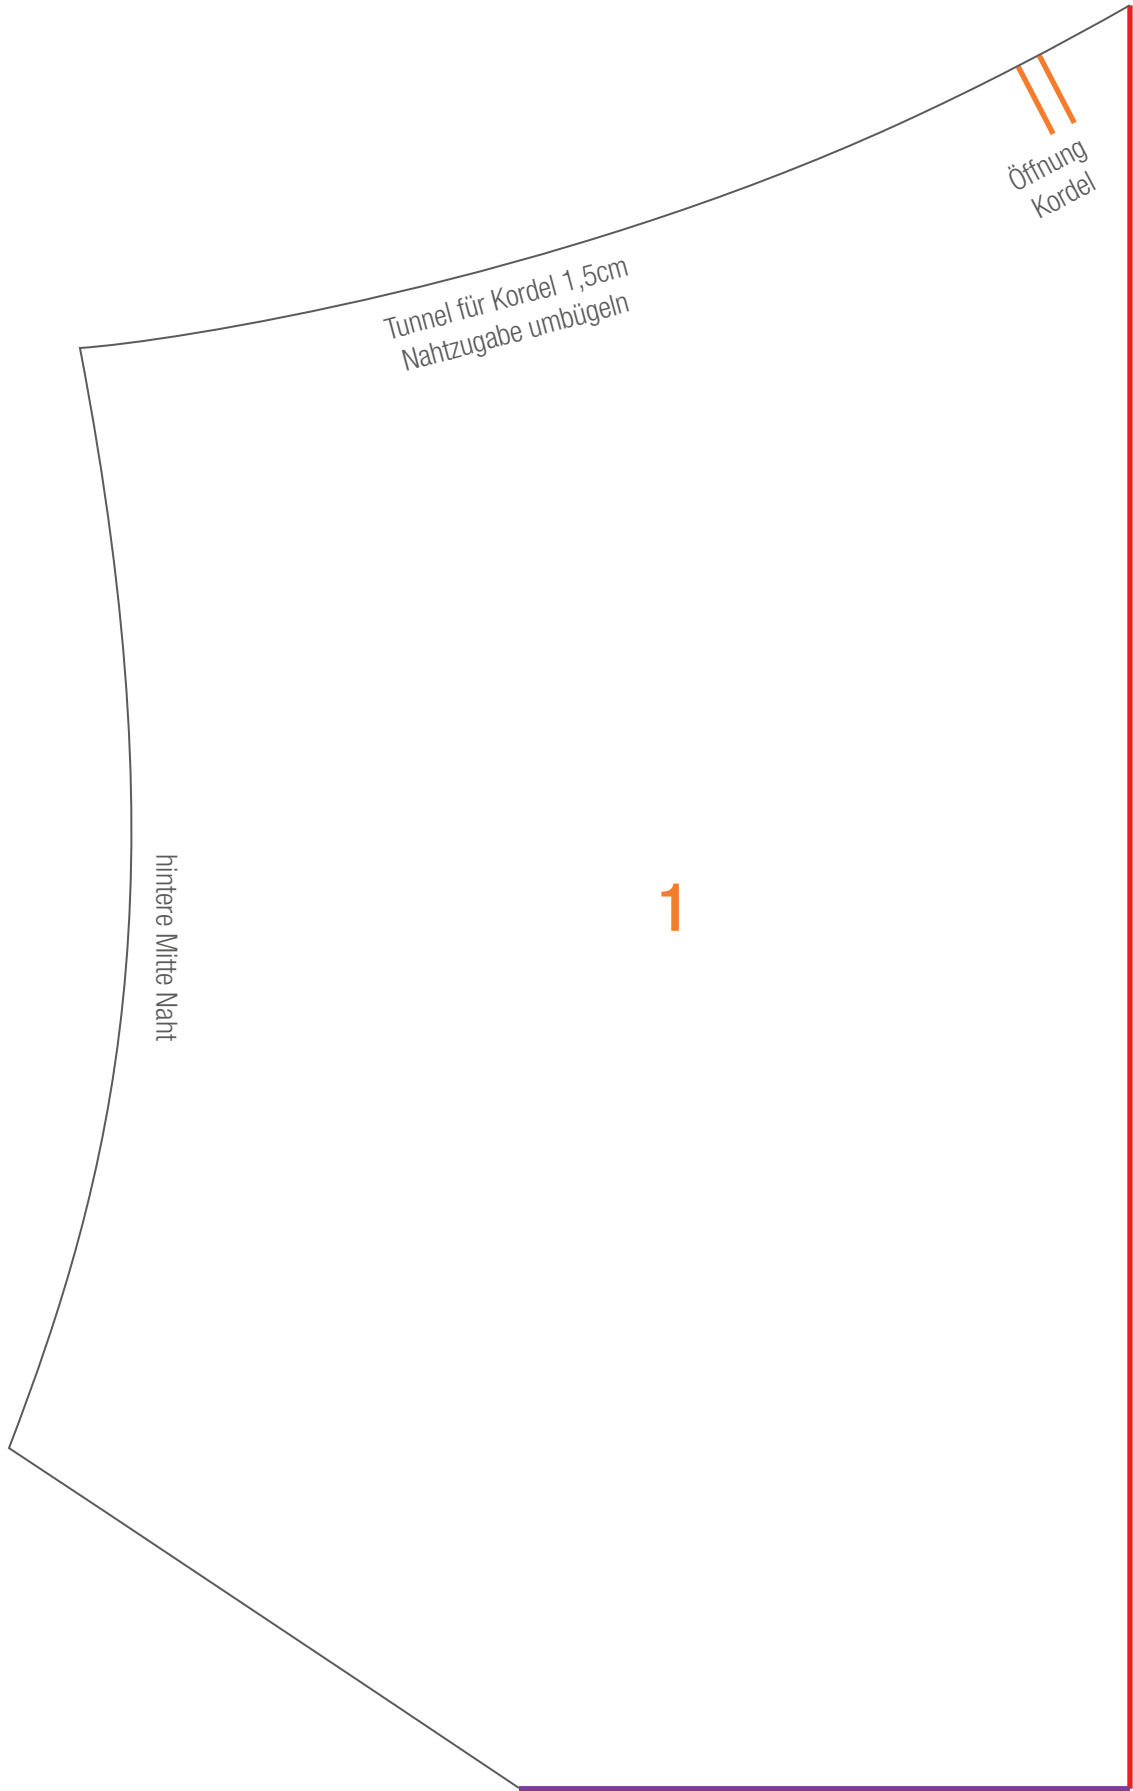 Öffnung
Kordel
Tunnel für Kordel 1,5cm
Nahtzugabe umbügeln
hintere Mitte Naht
1